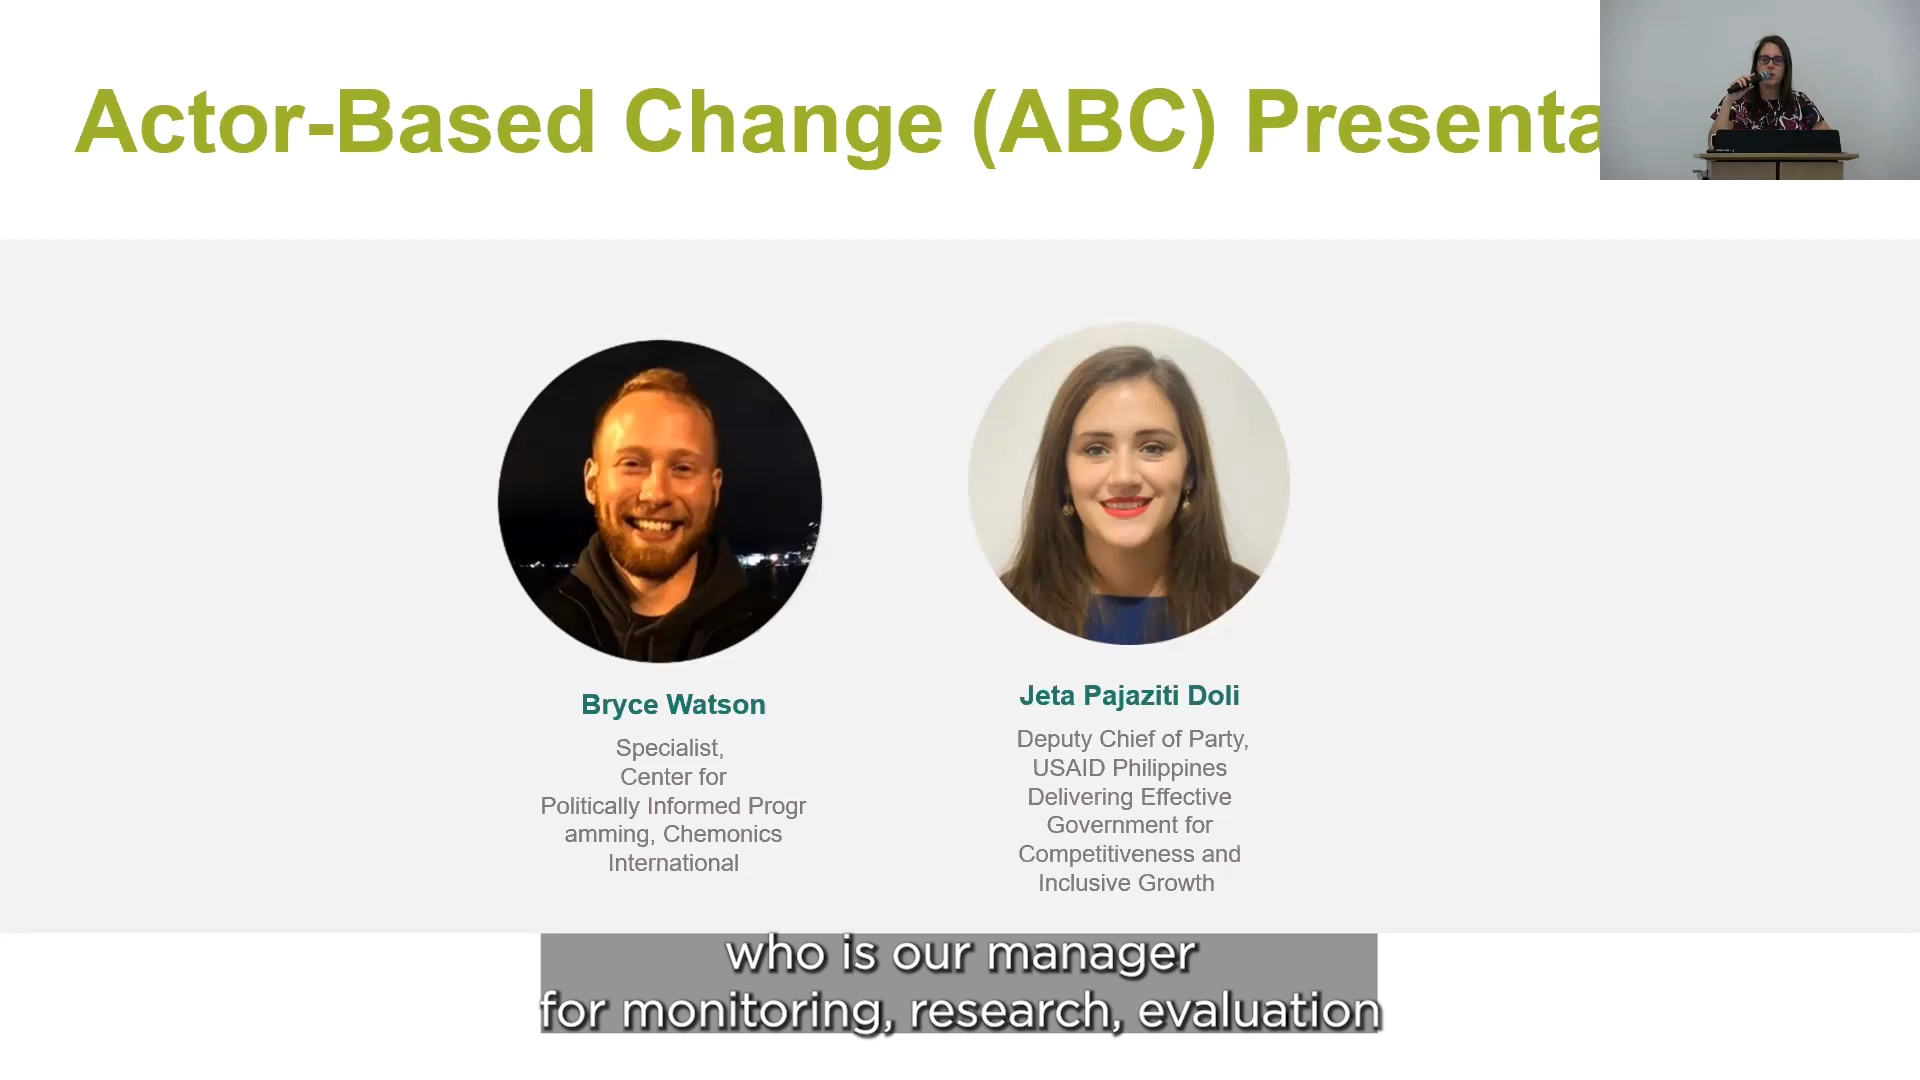 Actor-Based Change (ABC) Presenta
Bryce Watson
Specialist,
Center for
Politically Informed Progr
amming, Chemonics
International
Jeta Pajaziti Doli
Deputy Chief of Party,
USAID Philippines
Delivering Effective
Government for
Competitiveness and
Inclusive Growth
who is our manager
for monitoring, research, evaluation